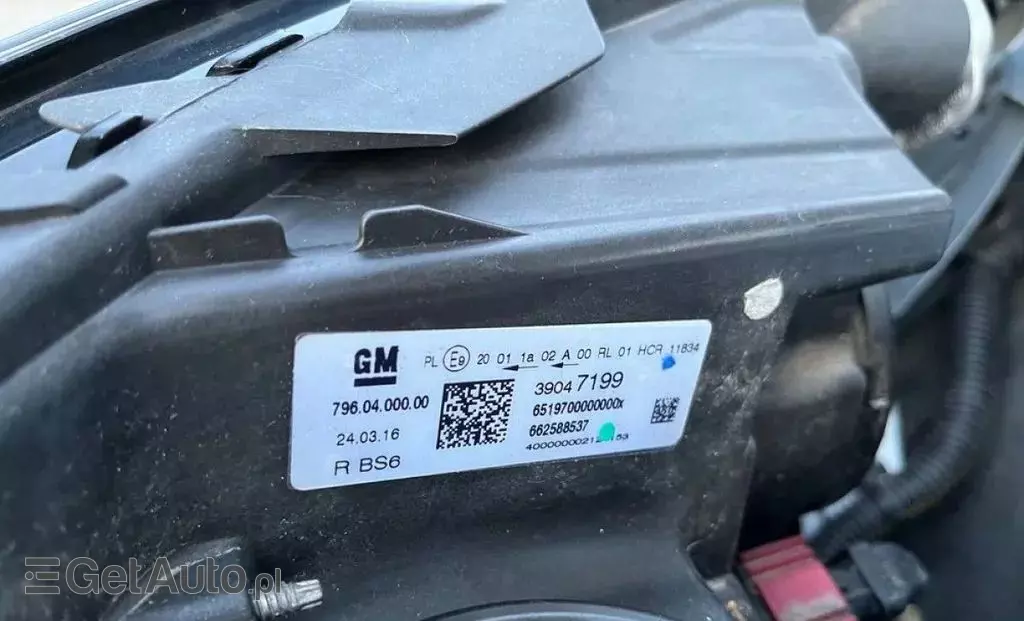 GM PL E9 20 01 1a 02 A 00 RL 01 HCR 11834
796.04.000.00 39047199
24.03.16 6519700000000X
662588537
R BS6
GetAuto.pl